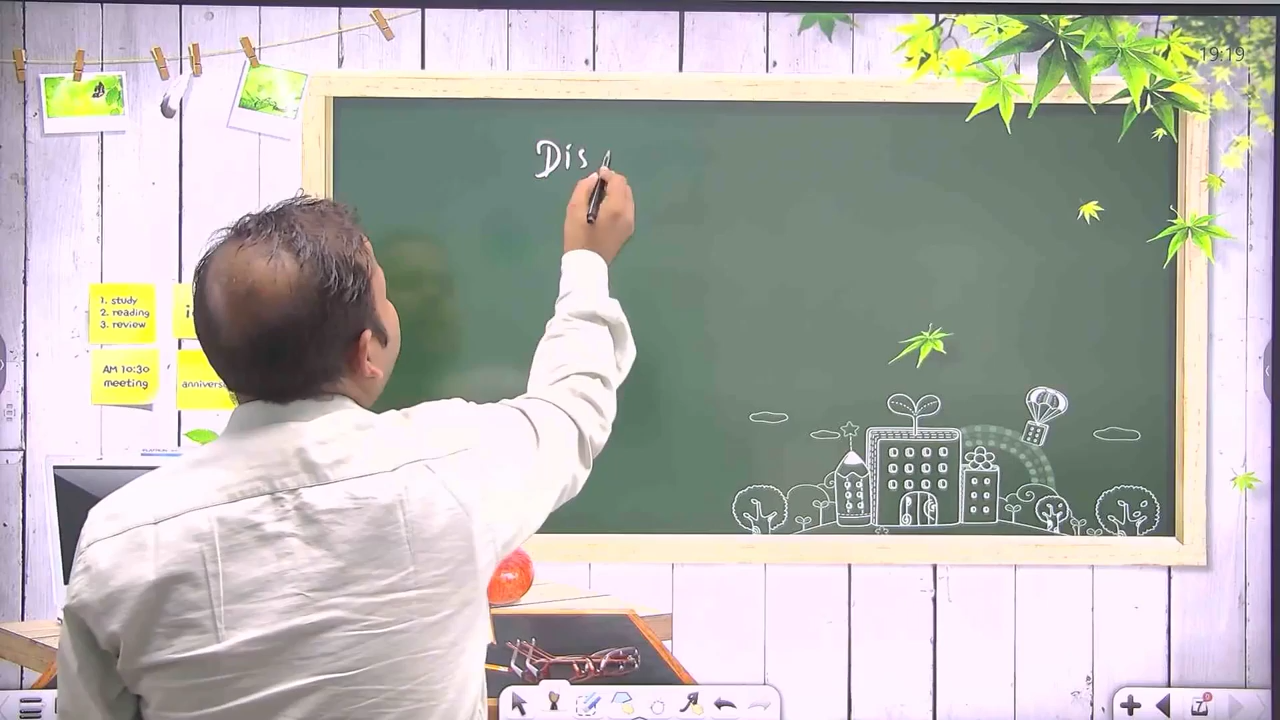 19:19
Dis
1. study
2. reading
3. review
AM 10:30
meeting